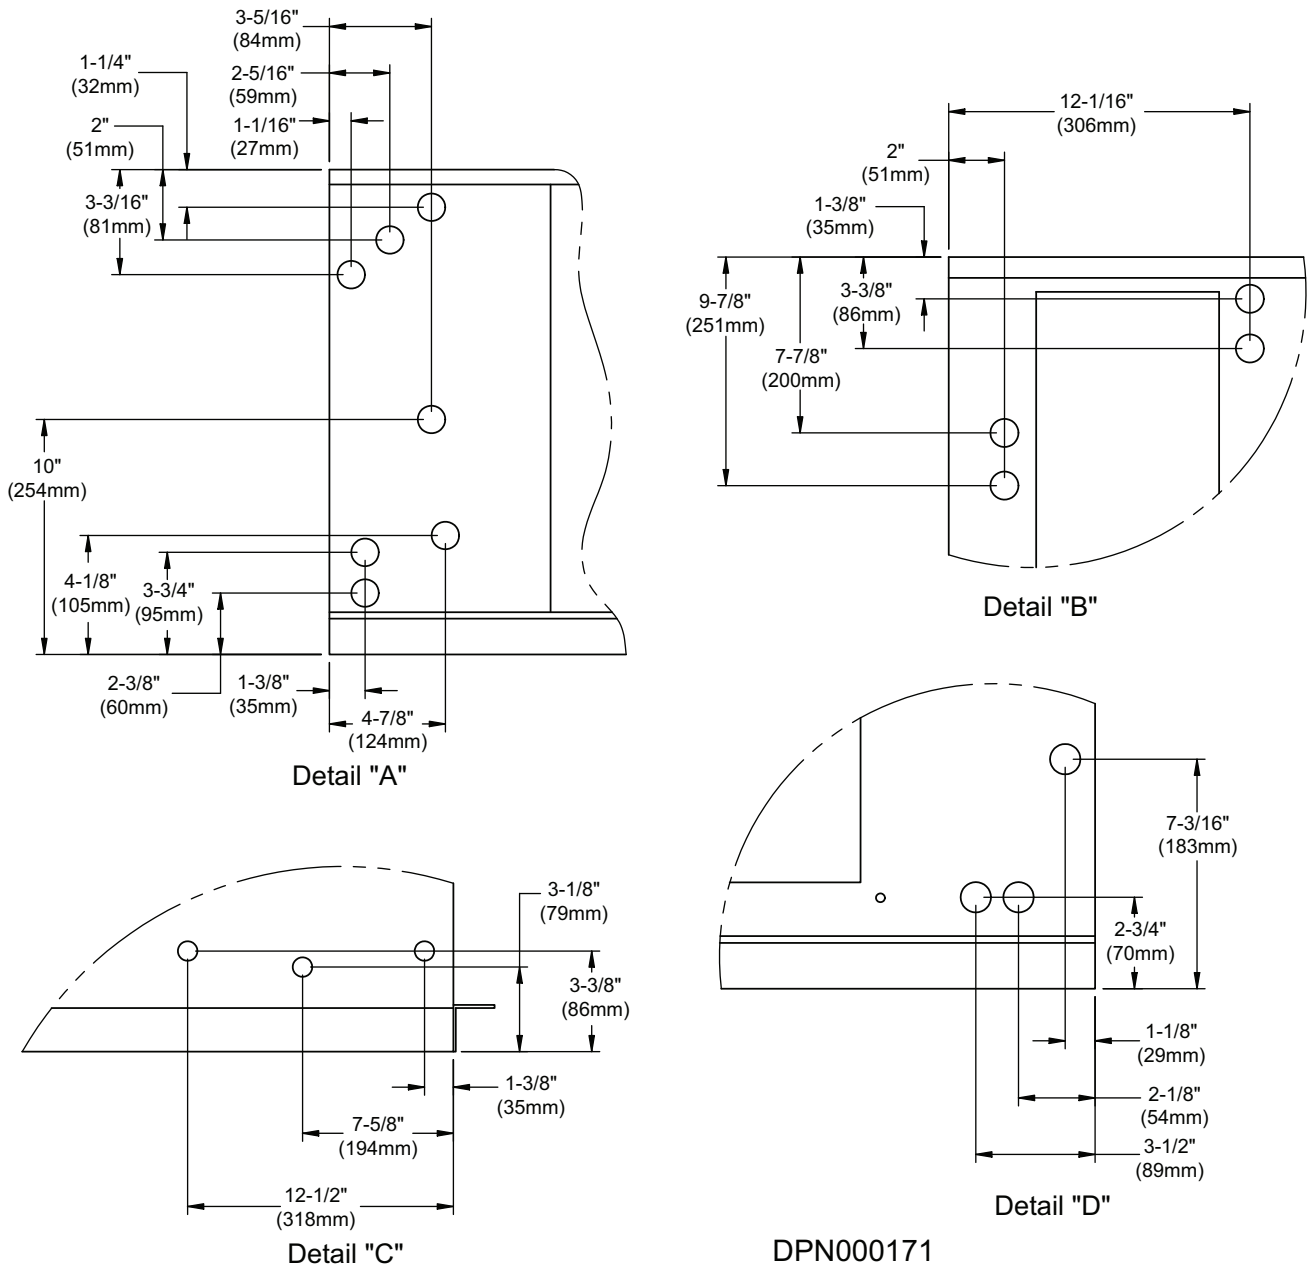 3-5/16"
(84mm)
1-1/4"
(32mm)
2-5/16"
(59mm)
2"
(51mm)
1-1/16"
(27mm)
3-3/16"
(81mm)
10"
(254mm)
4-1/8"
(105mm)
3-3/4"
(95mm)
2-3/8"
(60mm)
1-3/8"
(35mm)
4-7/8"
(124mm)
Detail "A"
12-1/16"
(306mm)
2"
(51mm)
1-3/8"
(35mm)
9-7/8"
(251mm)
3-3/8"
(86mm)
7-7/8"
(200mm)
Detail "B"
3-1/8"
(79mm)
3-3/8"
(86mm)
1-3/8"
(35mm)
7-5/8"
(194mm)
12-1/2"
(318mm)
Detail "C"
7-3/16"
(183mm)
2-3/4"
(70mm)
1-1/8"
(29mm)
2-1/8"
(54mm)
3-1/2"
(89mm)
Detail "D"
DPN000171